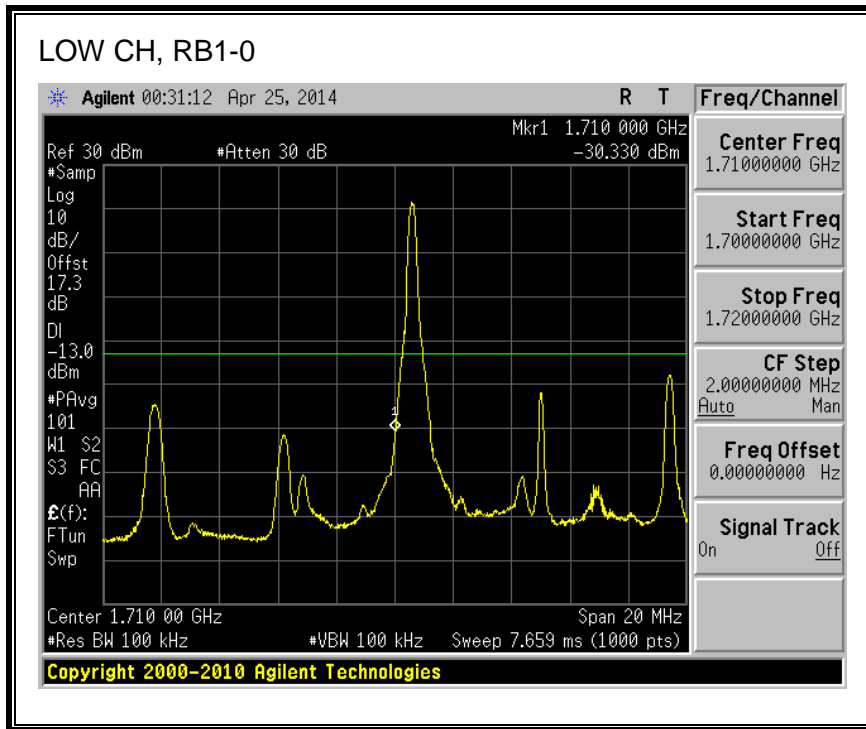 LOW CH, RB1-0
Agilent 00:31:12 Apr 25, 2014 R T
Mkr1 1.710 000 GHz
Ref 30 dBm #Atten 30 dB -30.330 dBm
#Samp
Log
10
dB/
Offst
17.3
dB
DI
-13.0
dBm
#PAvg
101
W1 S2
S3 FC
AA
£(f):
FTun
Swp
1
Center 1.710 00 GHz Span 20 MHz
#Res BW 100 kHz #VBW 100 kHz Sweep 7.659 ms (1000 pts)
Copyright 2000-2010 Agilent Technologies
Freq/Channel
Center Freq
1.71000000 GHz
Start Freq
1.70000000 GHz
Stop Freq
1.72000000 GHz
CF Step
2.00000000 MHz
Auto Man
Freq Offset
0.00000000 Hz
Signal Track
On Off